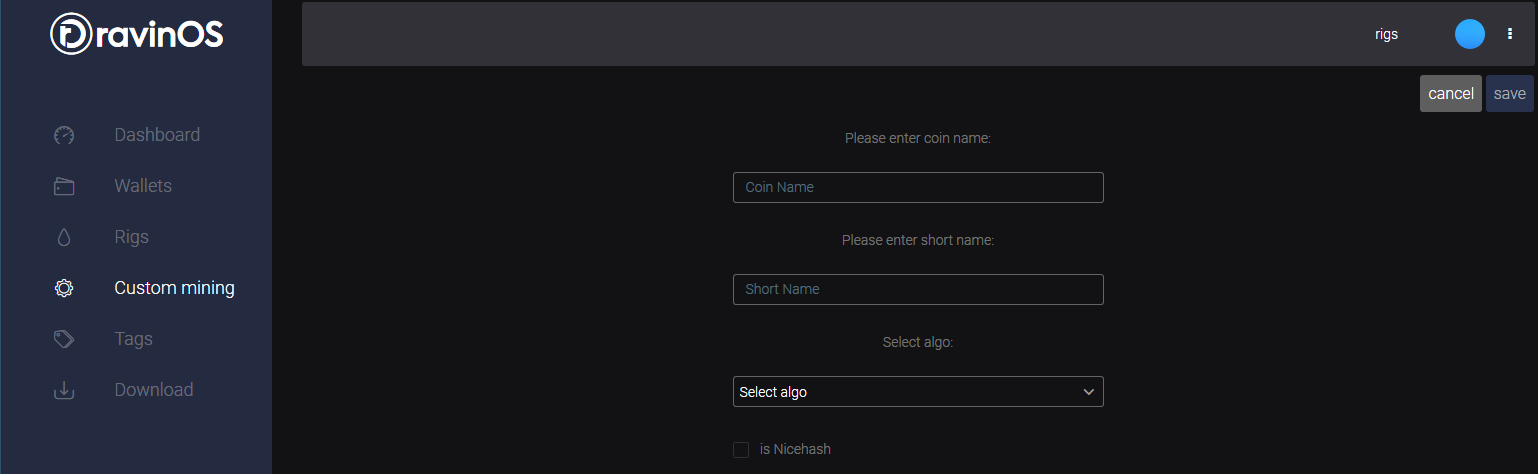 DravinOS
rigs
cancel save
Dashboard
Wallets
Rigs
Custom mining
Tags
Download
Please enter coin name:
Coin Name
Please enter short name:
Short Name
Select algo:
Select algo
is Nicehash